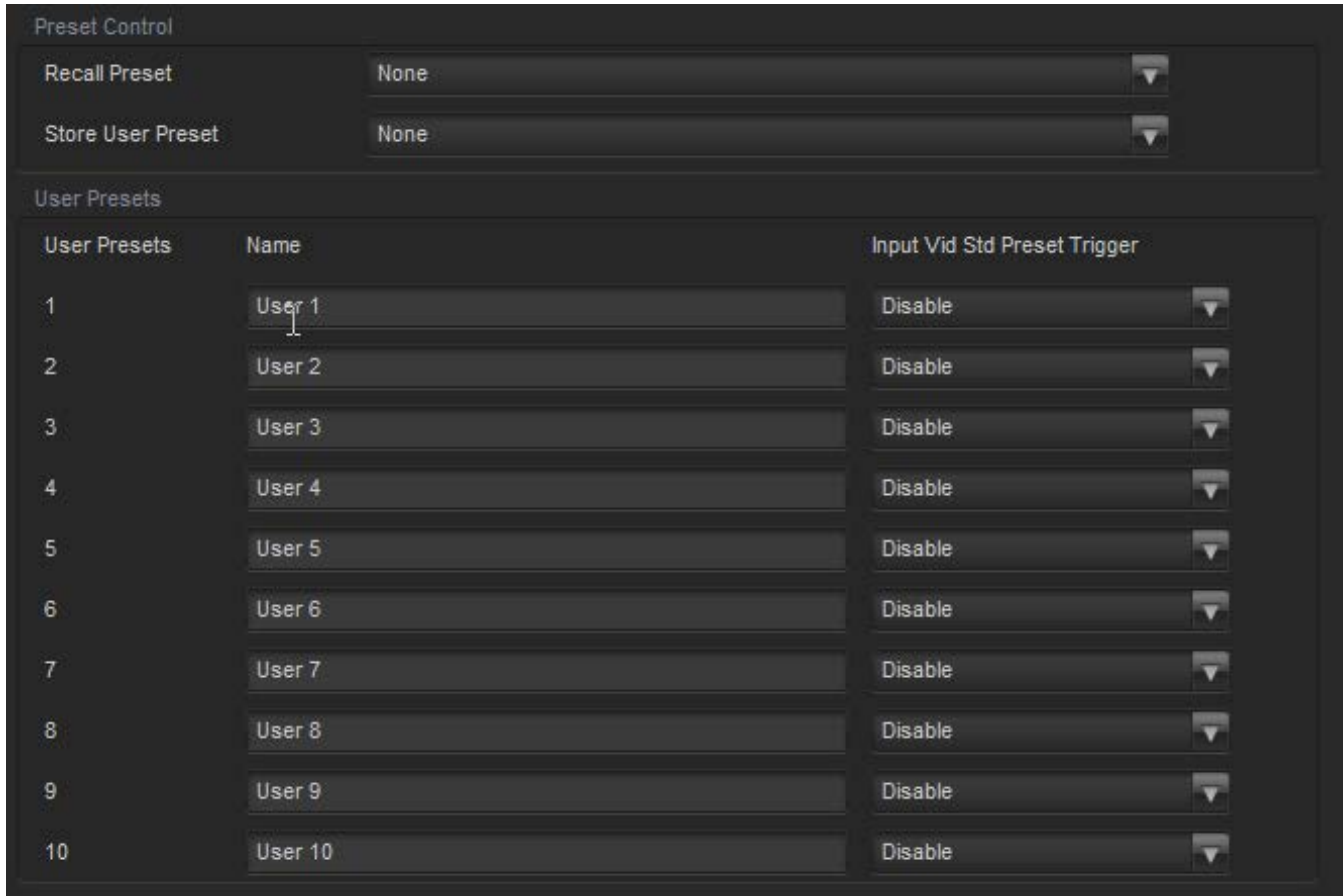 Preset Control
Recall Preset None
Store User Preset None
User Presets
User Presets Name Input Vid Std Preset Trigger
1 User 1 Disable
2 User 2 Disable
3 User 3 Disable
4 User 4 Disable
5 User 5 Disable
6 User 6 Disable
7 User 7 Disable
8 User 8 Disable
9 User 9 Disable
10 User 10 Disable